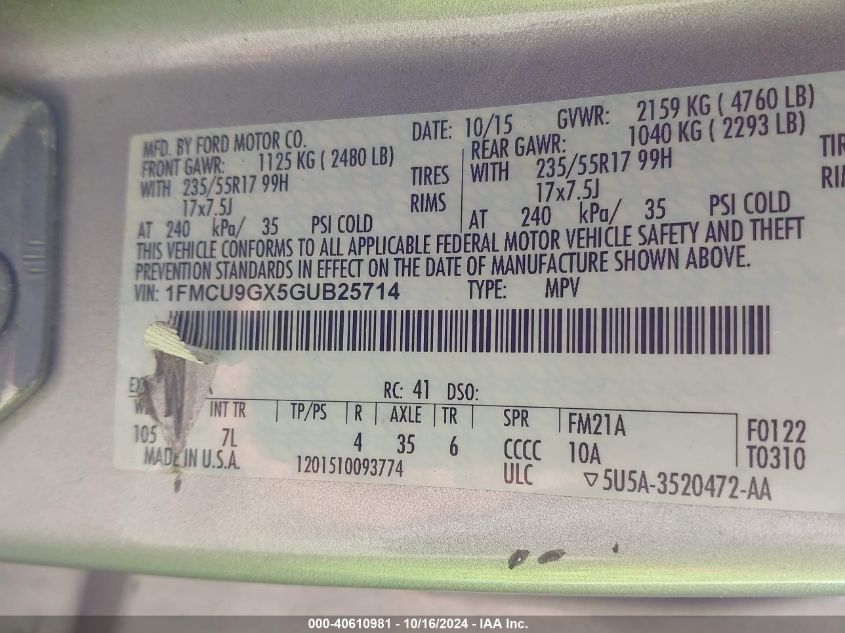 MFD. BY FORD MOTOR CO. DATE: 10/15 GVWR: 2159 KG ( 4760 LB)
FRONT GAWR: 1125 KG ( 2480 LB) REAR GAWR: 1040 KG ( 2293 LB)
WITH 235/55R17 99H TIRES WITH 235/55R17 99H
17x7.5J RIMS 17x7.5J
AT 240 kPa/ 35 PSI COLD AT 240 kPa/ 35 PSI COLD
THIS VEHICLE CONFORMS TO ALL APPLICABLE FEDERAL MOTOR VEHICLE SAFETY AND THEFT
PREVENTION STANDARDS IN EFFECT ON THE DATE OF MANUFACTURE SHOWN ABOVE.
VIN: 1FMCU9GX5GUB25714 TYPE: MPV
RC: 41 DSO:
INT TR TP/PS R AXLE TR SPR FM21A F0122
105 7L 4 35 6 CCCC 10A T0310
MADE IN U.S.A. 1201510093774 ULC ▽5U5A-3520472-AA
000-40610981 - 10/16/2024 - IAA Inc.